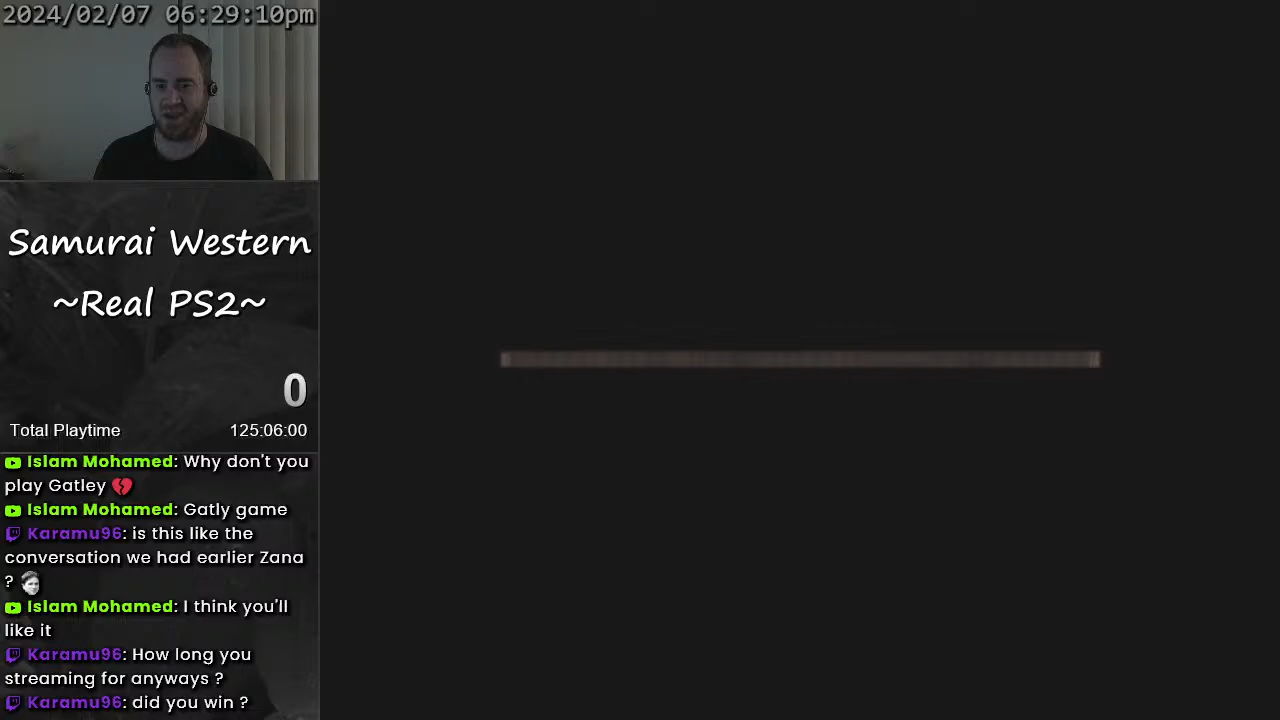 2024/02/07 06:29:10pm
Samurai Western
~Real PS2~
0
Total Playtime 125:06:00
Islam Mohamed: Why don't you
play Gatley 💔
Islam Mohamed: Gatly game
Karamu96: is this like the
conversation we had earlier Zana
?
Islam Mohamed: I think you'll
like it
Karamu96: How long you
streaming for anyways ?
Karamu96: did you win ?